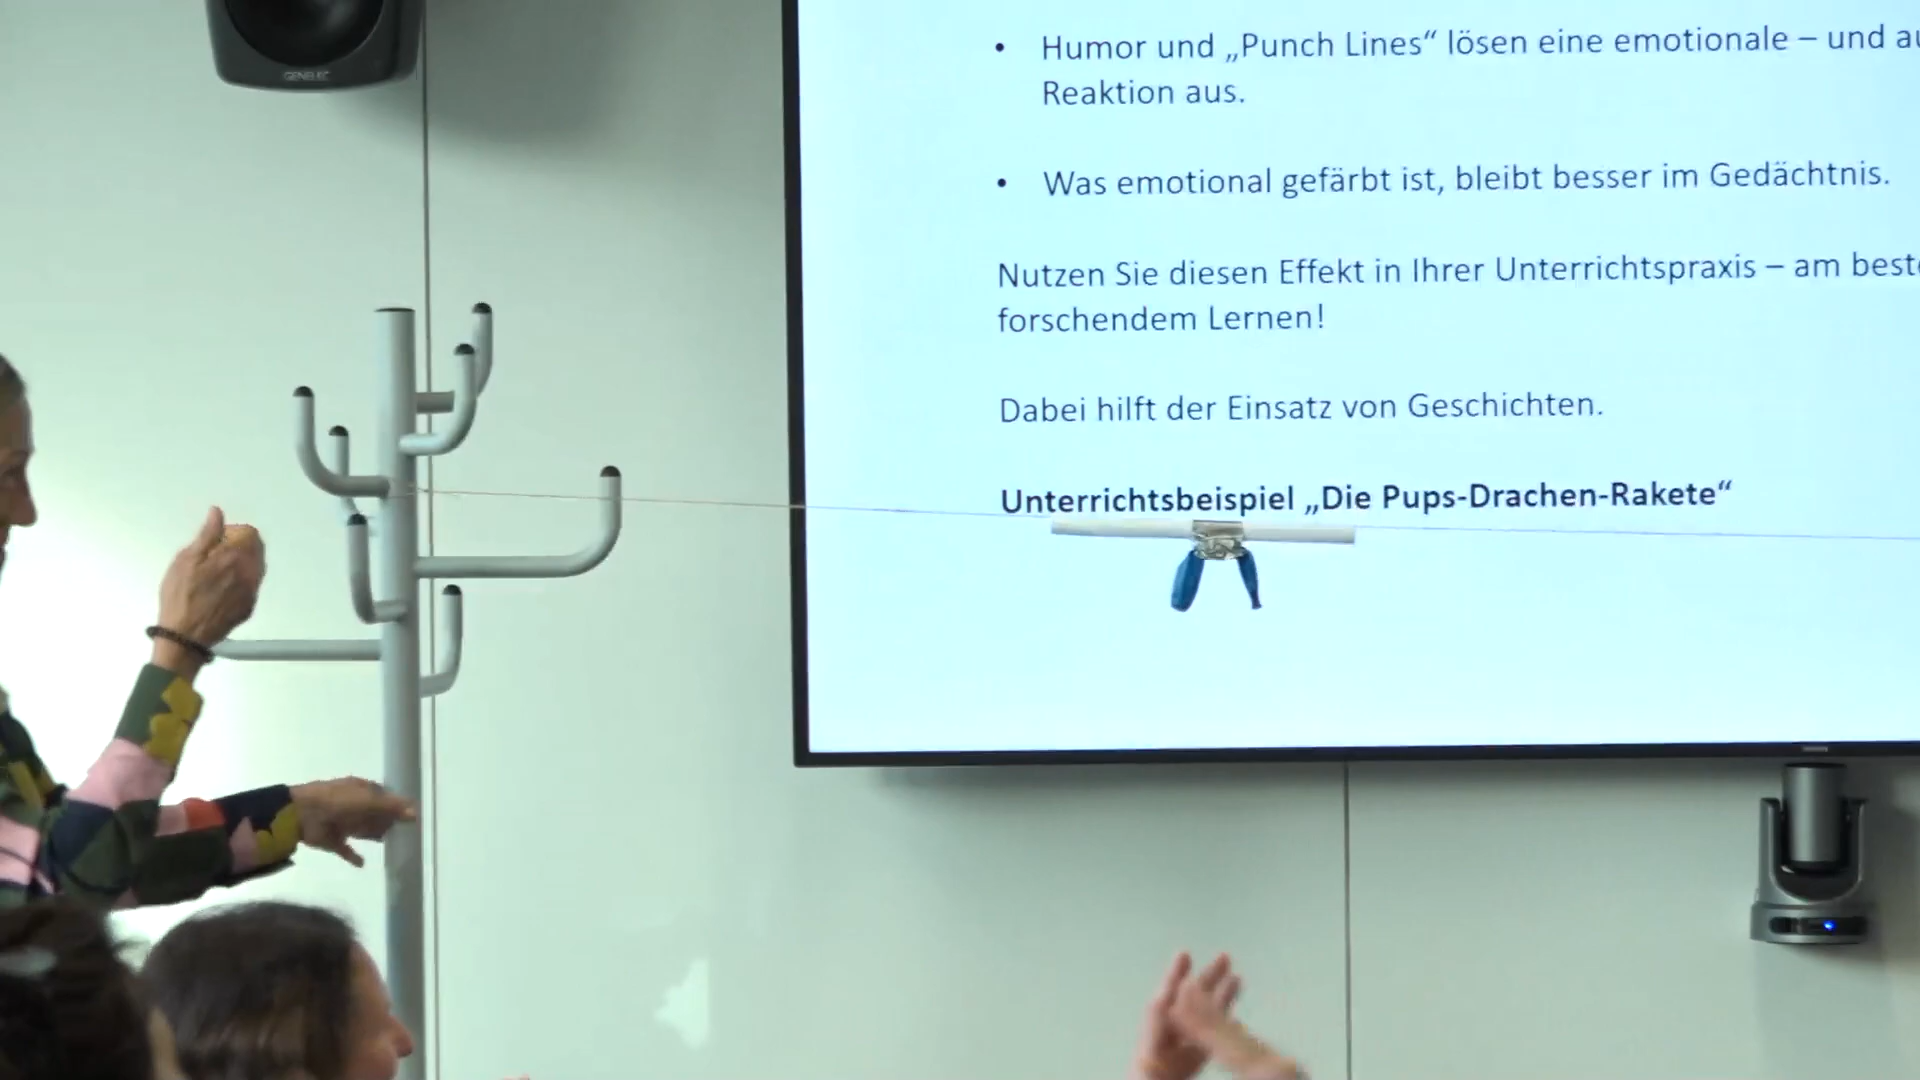 GENELEC
• Humor und „Punch Lines“ lösen eine emotionale – und
Reaktion aus.
• Was emotional gefärbt ist, bleibt besser im Gedächtnis.
Nutzen Sie diesen Effekt in Ihrer Unterrichtspraxis – am
forschendem Lernen!
Dabei hilft der Einsatz von Geschichten.
Unterrichtsbeispiel „Die Pups-Drachen-Rakete“